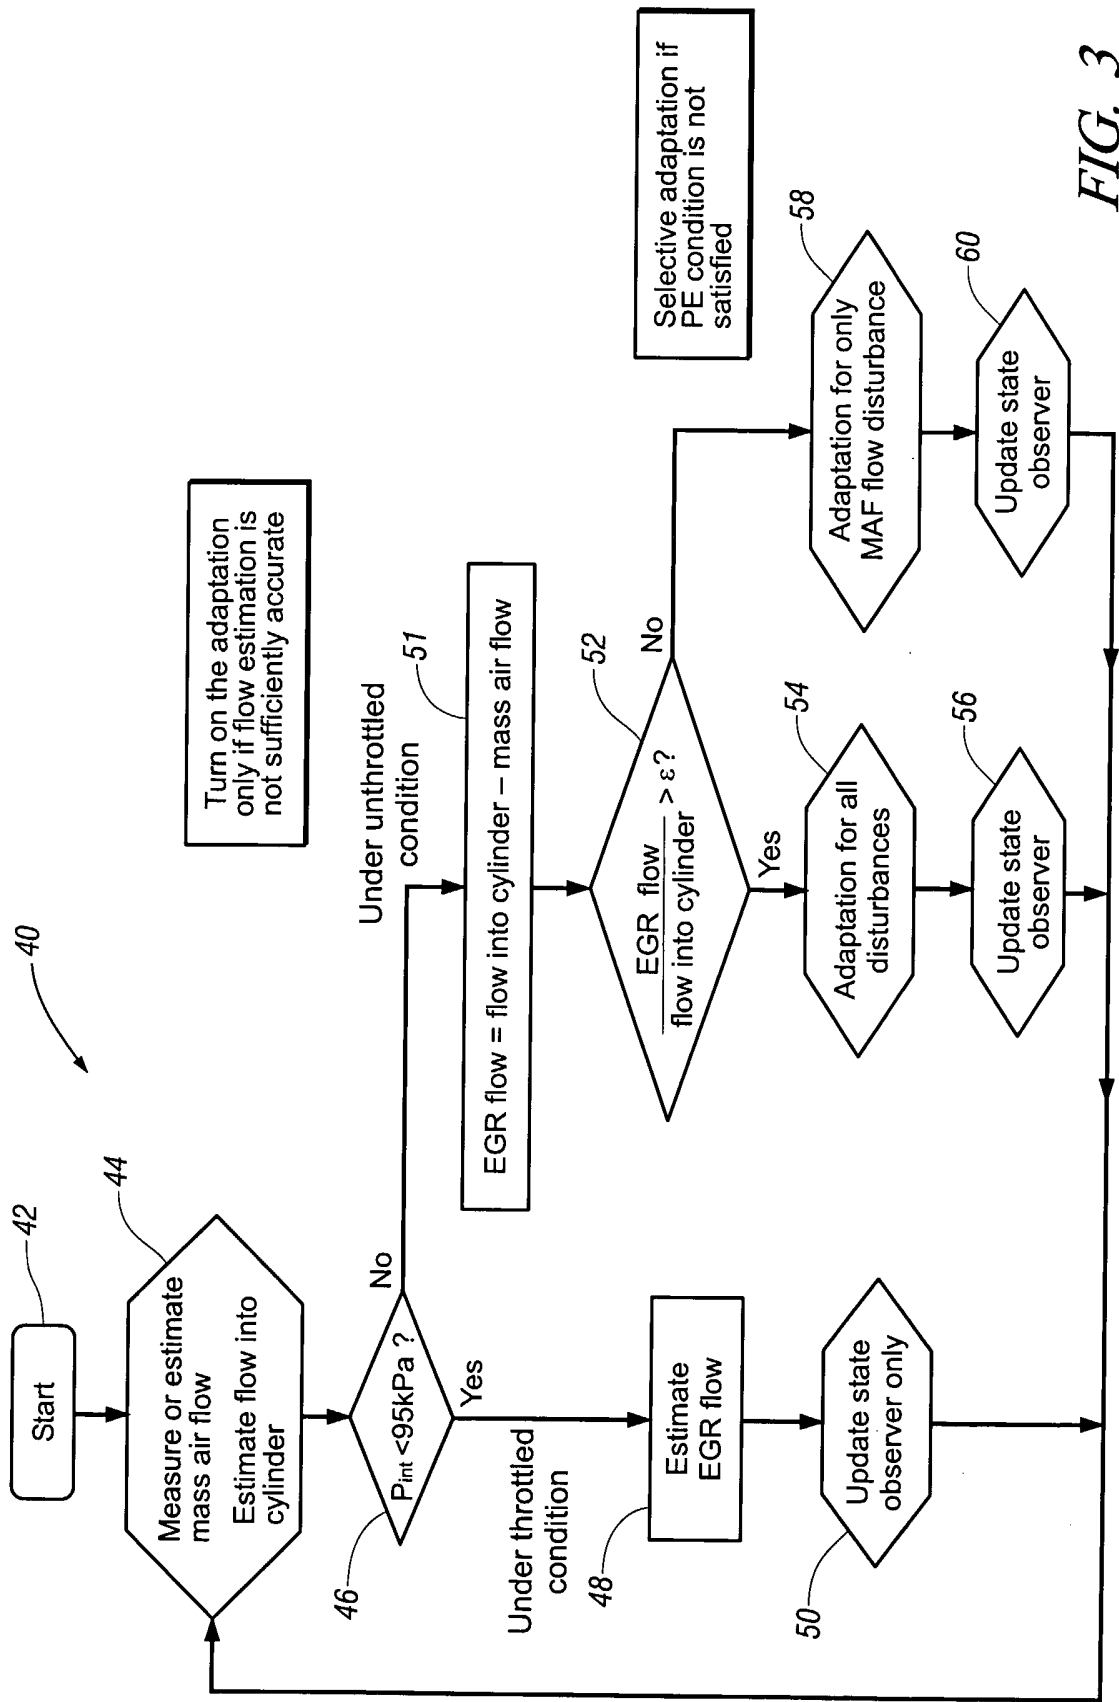 40
42
Start
44
Measure or estimate
mass air flow
Estimate flow into
cylinder
46
Pint <95kPa ?
No
Yes
Under throttled
condition
48
Estimate
EGR flow
50
Update state
observer only
Turn on the adaptation
only if flow estimation is
not sufficiently accurate
Under unthrottled
condition
51
EGR flow = flow into cylinder – mass air flow
52
EGR flow
flow into cylinder
> ε?
No
Yes
54
Adaptation for all
disturbances
56
Update state
observer
Selective adaptation if
PE condition is not
satisfied
58
Adaptation for only
MAF flow disturbance
60
Update state
observer
FIG. 3